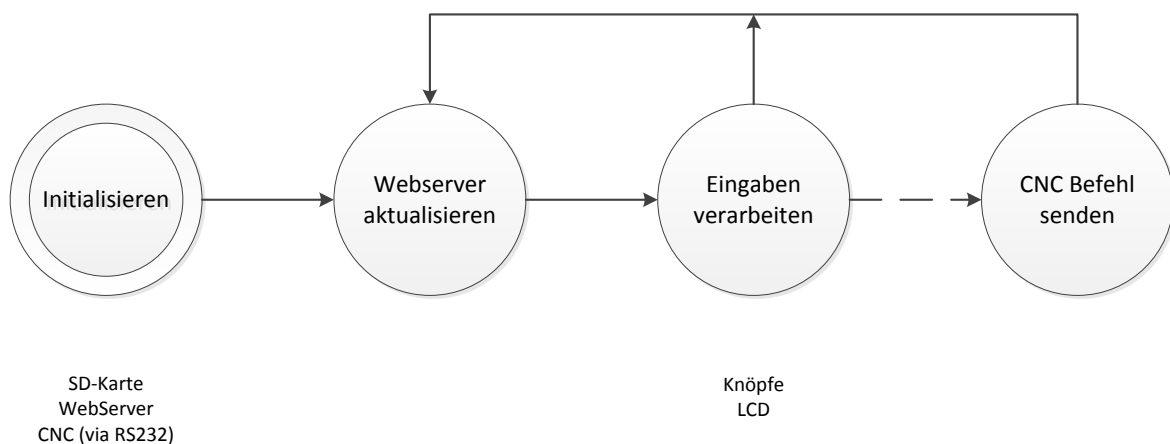 Initialisieren
Webserver
aktualisieren
Eingaben
verarbeiten
CNC Befehl
senden
SD-Karte
WebServer
CNC (via RS232)
Knöpfe
LCD